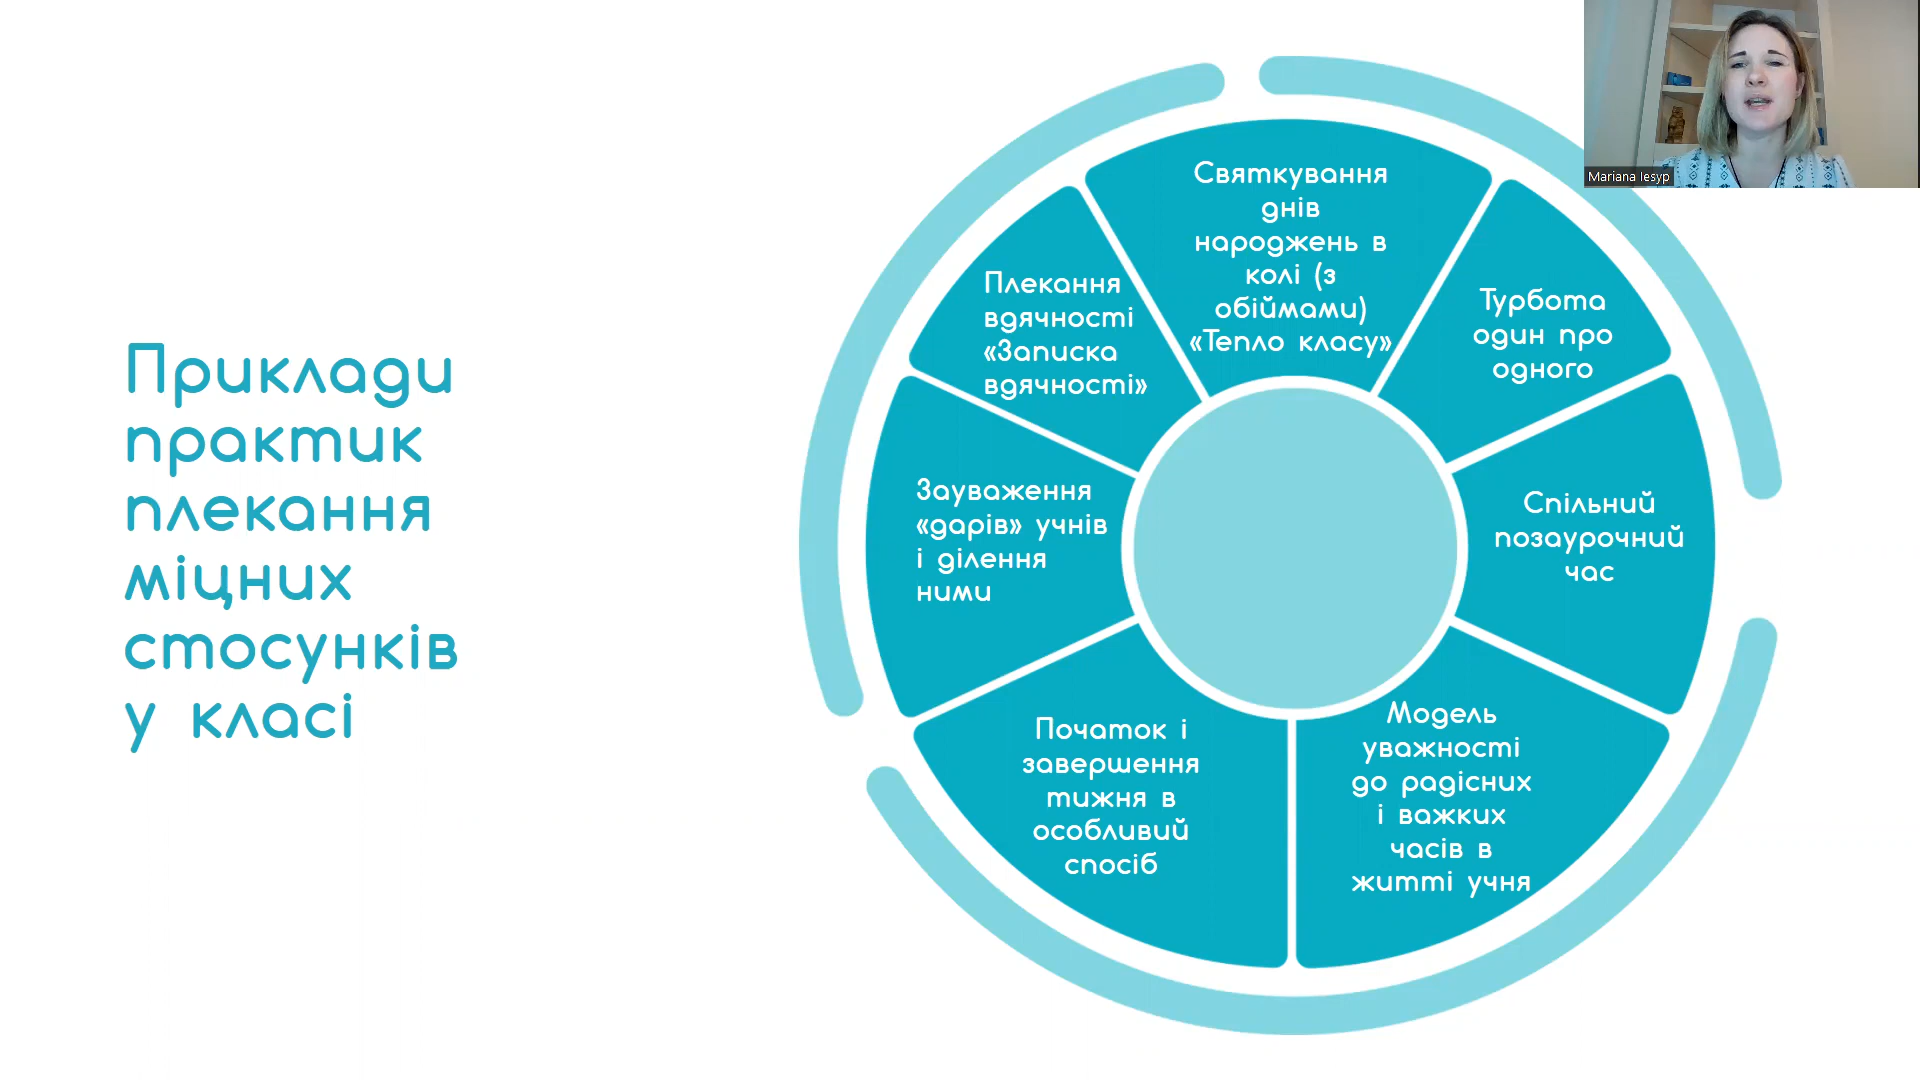 Приклади
практик
плекання
міцних
стосунків
у класі
Святкування
днів
народжень в
колі (з
обіймами)
«Тепло класу»
Турбота
один про
одного
Спільний
позаурочний
час
Модель
уважності
до радісних
і важких
часів в
житті учня
Початок і
завершення
тижня в
особливий
спосіб
Зауваження
«дарів» учнів
і ділення
ними
Плекання
вдячності
«Записка
вдячності»
Mariana Iesyp